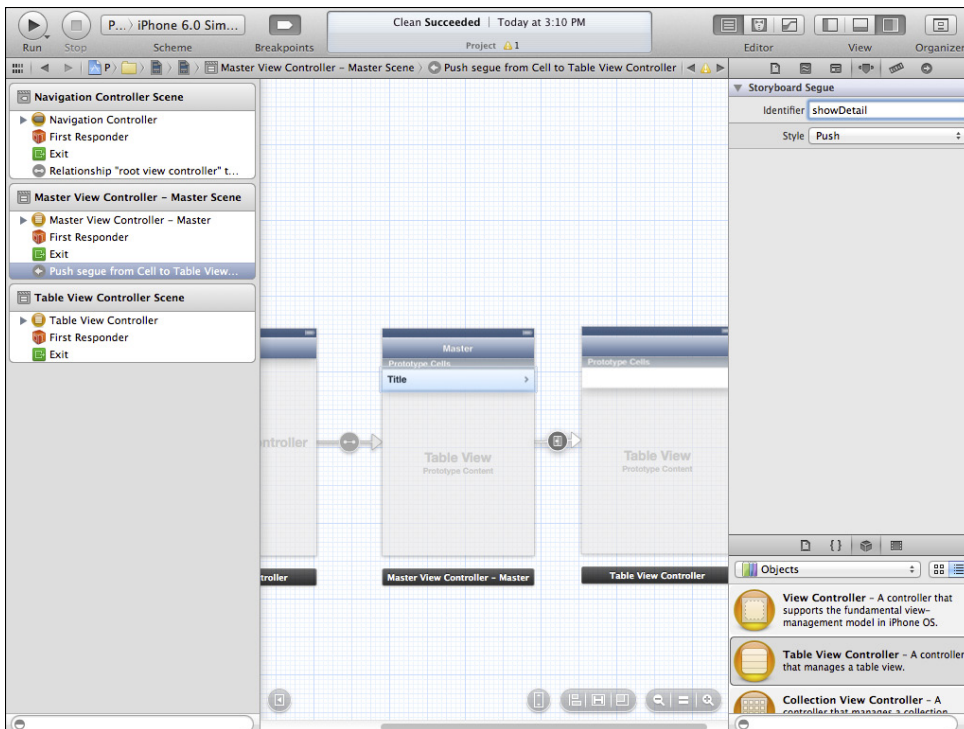 P...〉 iPhone 6.0 Sim...
Clean Succeeded | Today at 3:10 PM
Project 1
Run
Stop
Scheme
Breakpoints
Editor
View
Organizer
P〉
Master View Controller – Master Scene 〉 Push segue from Cell to Table View Controller
Navigation Controller Scene
Navigation Controller
First Responder
Exit
Relationship "root view controller" t...
Master View Controller – Master Scene
Master View Controller – Master
First Responder
Exit
Push segue from Cell to Table View...
Table View Controller Scene
Table View Controller
First Responder
Exit
ontroller
troller
Master
Prototype Cells
Title
Table View
Prototype Content
Master View Controller – Master
Prototype Cells
Table View
Prototype Content
Table View Controller
Storyboard Segue
Identifier showDetail
Style Push
{}
Objects
View Controller – A controller that
supports the fundamental view-
management model in iPhone OS.
Table View Controller – A controller
that manages a table view.
Collection View Controller – A
controller that manages a collection